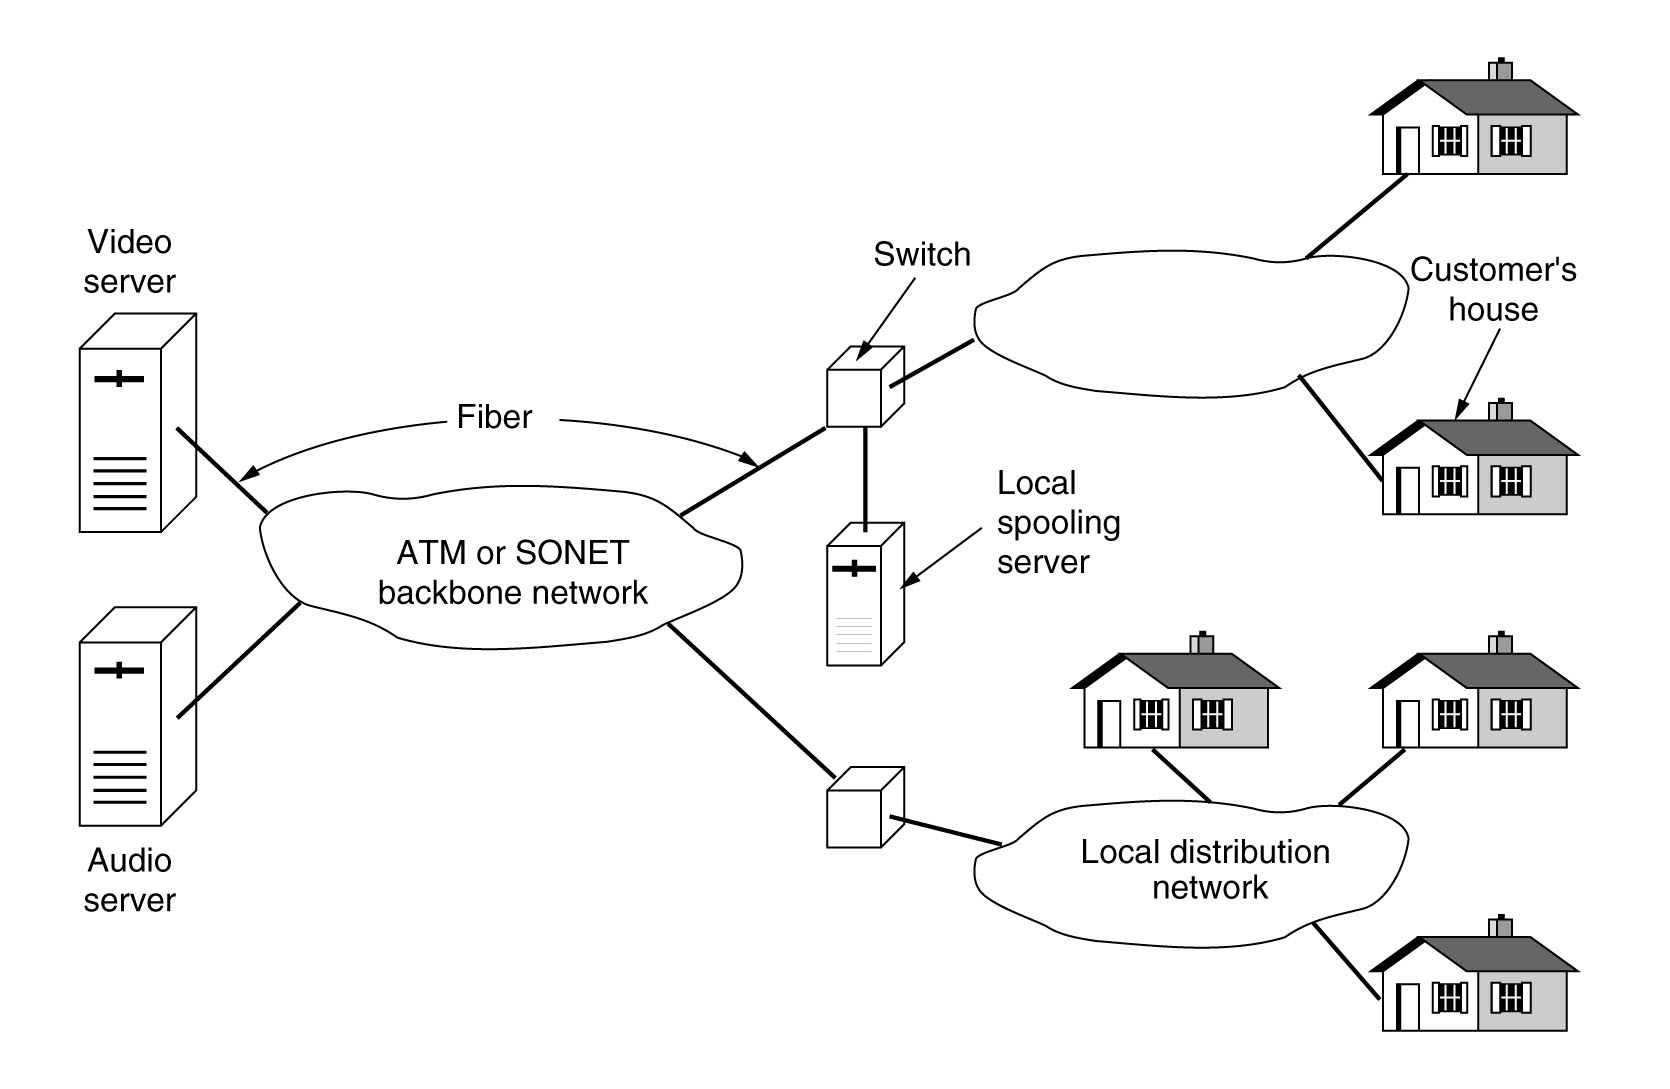 Video
server
Switch
Customer's
house
Fiber
Local
spooling
server
ATM or SONET
backbone network
Audio
server
Local distribution
network